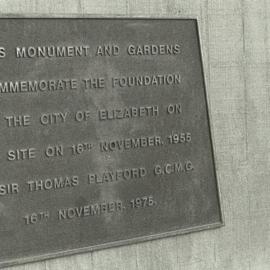 S MONUMENT AND GARDENS
MMEMORATE THE FOUNDATION
THE CITY OF ELIZABETH ON
SITE ON 16TH NOVEMBER, 1955
SIR THOMAS PLAYFORD G.C.M.G.
16TH NOVEMBER, 1975.